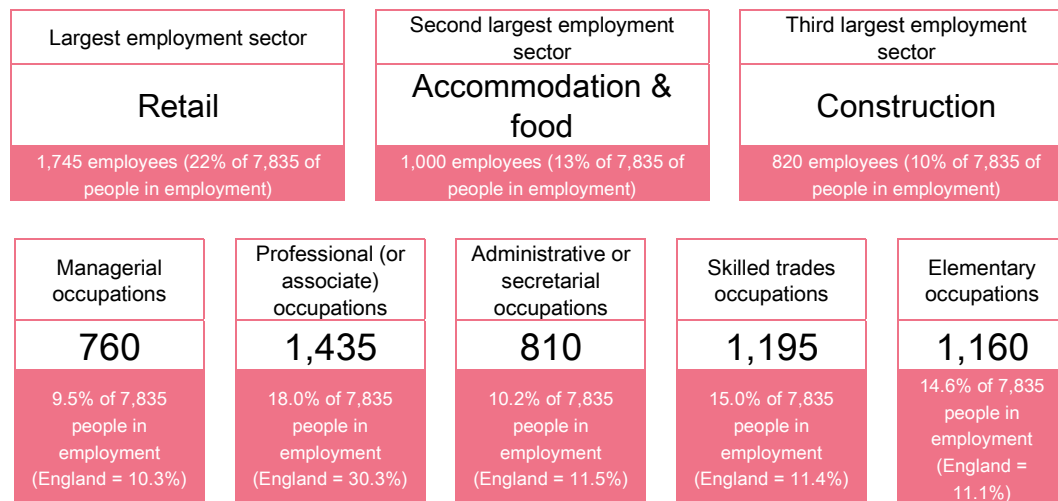 Largest employment sector
Retail
1,745 employees (22% of 7,835 of
people in employment)
Second largest employment
sector
Accommodation &
food
1,000 employees (13% of 7,835 of
people in employment)
Third largest employment
sector
Construction
820 employees (10% of 7,835 of
people in employment)
Managerial
occupations
760
9.5% of 7,835
people in
employment
(England = 10.3%)
Professional (or
associate)
occupations
1,435
18.0% of 7,835
people in
employment
(England = 30.3%)
Administrative or
secretarial
occupations
810
10.2% of 7,835
people in
employment
(England = 11.5%)
Skilled trades
occupations
1,195
15.0% of 7,835
people in
employment
(England = 11.4%)
Elementary
occupations
1,160
14.6% of 7,835
people in
employment
(England =
11.1%)